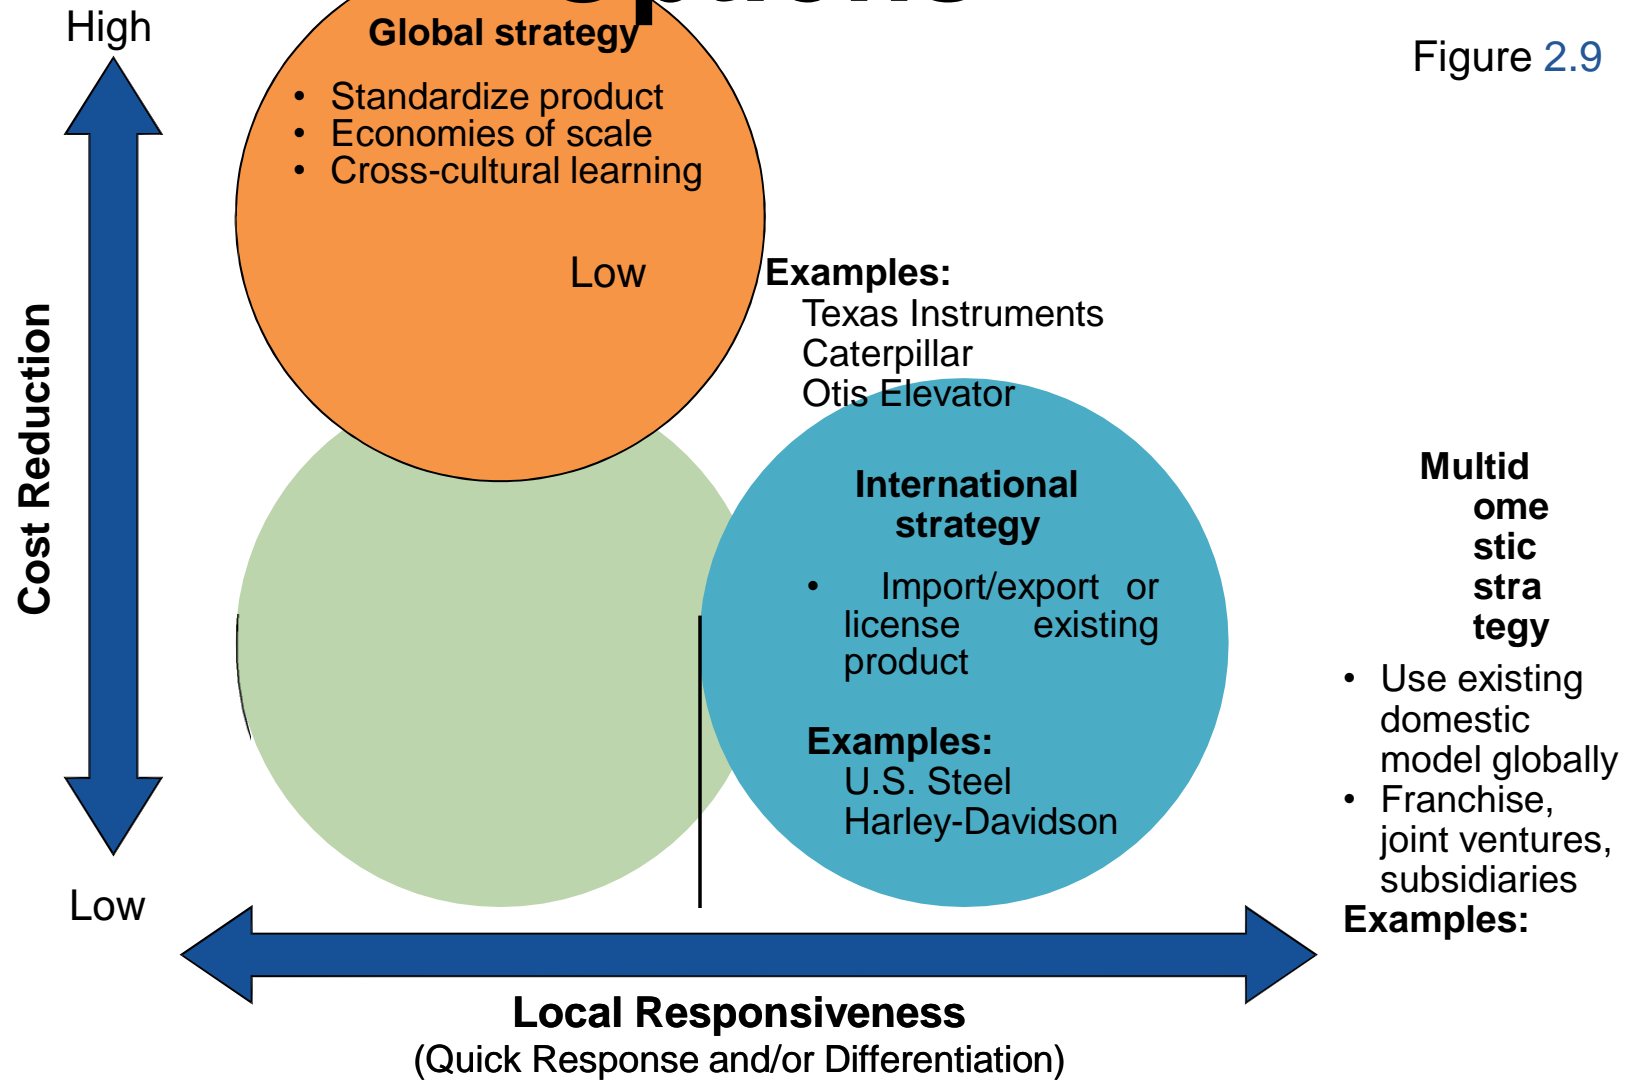 Options
High
Global strategy
Figure 2.9
• Standardize product
• Economies of scale
• Cross-cultural learning
Low
Examples:
Texas Instruments
Caterpillar
Otis Elevator
Cost Reduction
International
strategy
• Import/export or
license existing
product
Examples:
U.S. Steel
Harley-Davidson
Multid
ome
stic
stra
tegy
• Use existing
domestic
model globally
• Franchise,
joint ventures,
subsidiaries
Examples:
Low
Local Responsiveness
(Quick Response and/or Differentiation)